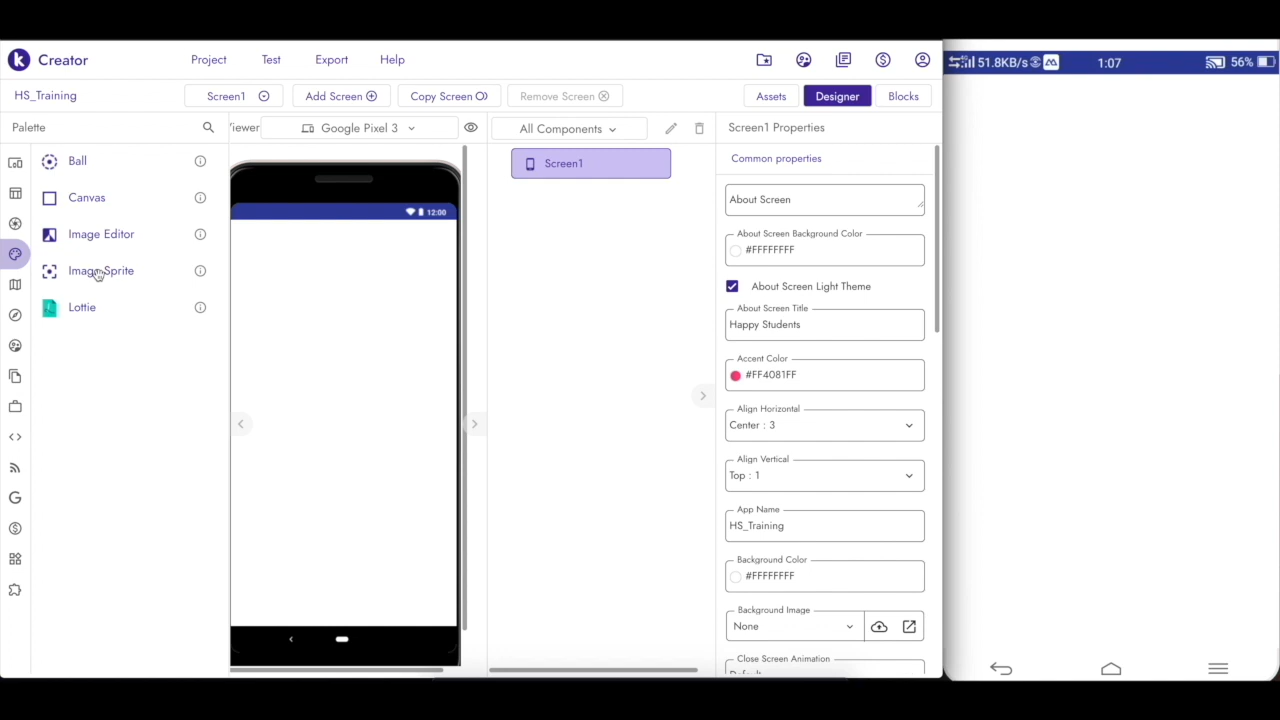 k Creator Project Test Export Help
HS_Training Screen1 Add Screen Copy Screen Remove Screen Assets Designer Blocks
Palette
Ball
Canvas
Image Editor
Image Sprite
Lottie
iewer Google Pixel 3
12:00
All Components
Screen1
Screen1 Properties
Common properties
About Screen
About Screen Background Color
#FFFFFFFF
About Screen Light Theme
About Screen Title
Happy Students
Accent Color
#FF4081FF
Align Horizontal
Center : 3
Align Vertical
Top : 1
App Name
HS_Training
Background Color
#FFFFFFFF
Background Image
None
Close Screen Animation
Default
51.8KB/s 1:07 56%